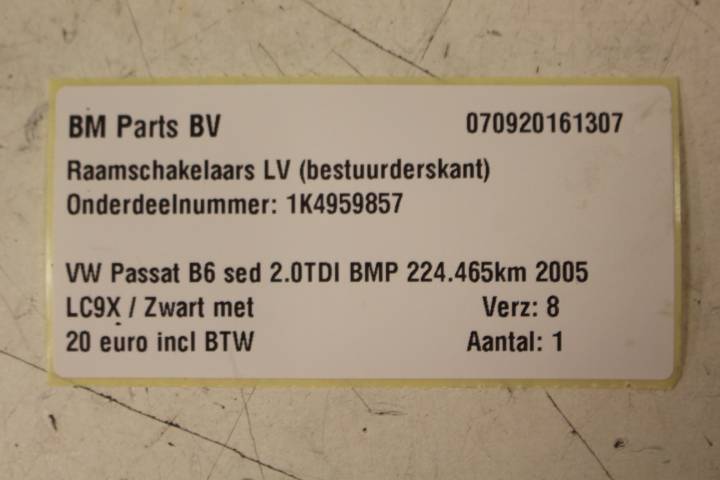 BM Parts BV 070920161307
Raamschakelaars LV (bestuurderskant)
Onderdeelnummer: 1K4959857
VW Passat B6 sed 2.0TDI BMP 224.465km 2005
LC9X / Zwart met Verz: 8
20 euro incl BTW Aantal: 1